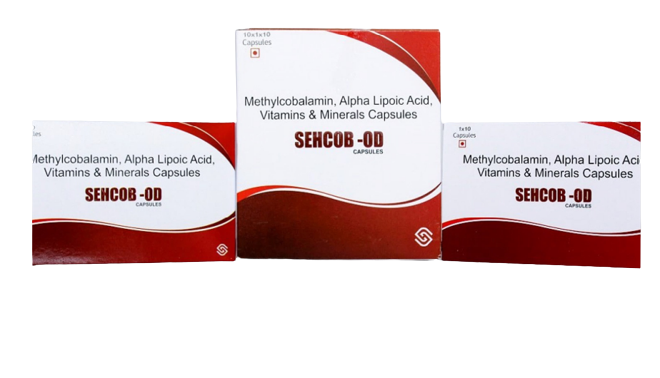 10x1x10
Capsules
Methylcobalamin, Alpha Lipoic Acid,
Vitamins & Minerals Capsules
SEHCOB -OD
CAPSULES
Methylcobalamin, Alpha Lipoic Acid,
Vitamins & Minerals Capsules
SEHCOB -OD
CAPSULES
1x10
Capsules
Methylcobalamin, Alpha Lipoic Aci
Vitamins & Minerals Capsules
SEHCOB -OD
CAPSULES